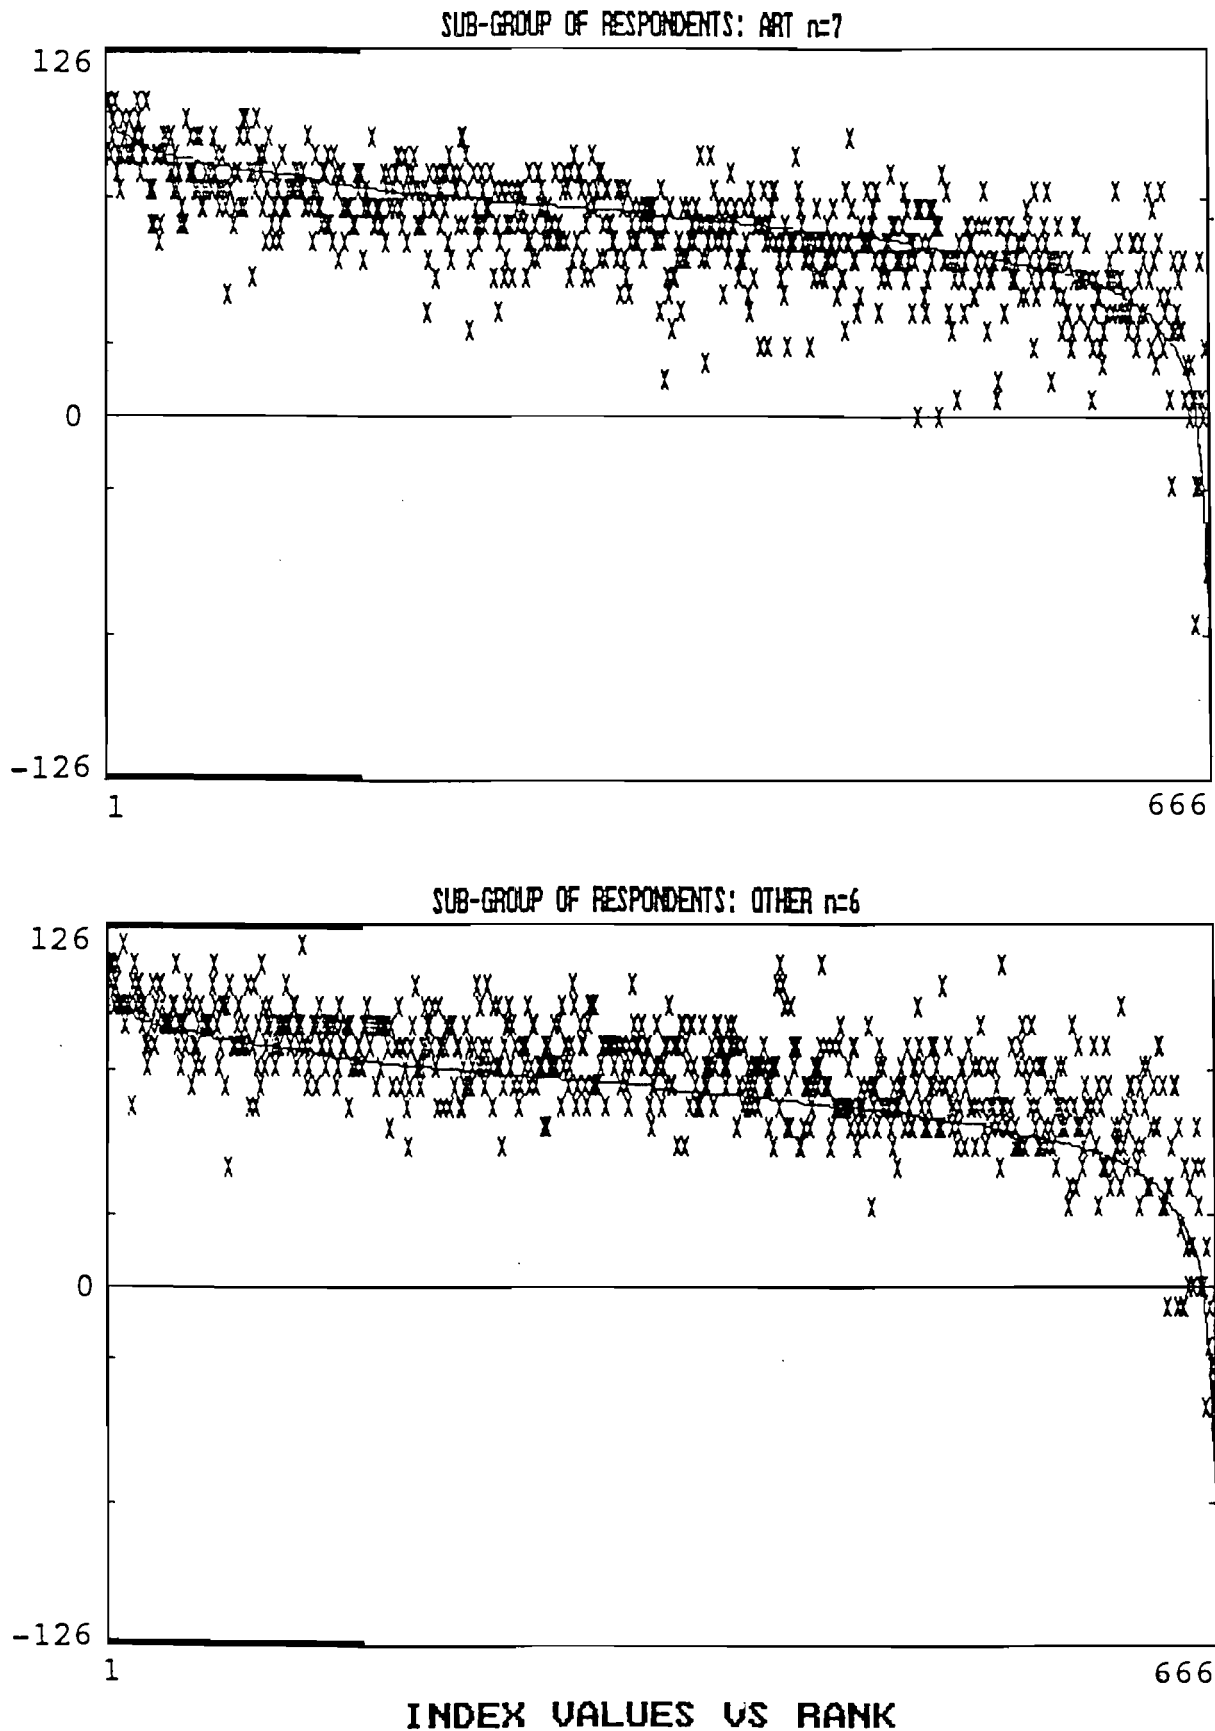 SUB-GROUP OF RESPONDENTS: ART n=7
126
0
-126
1 666
SUB-GROUP OF RESPONDENTS: OTHER n=6
126
0
-126
1 666
INDEX VALUES VS RANK